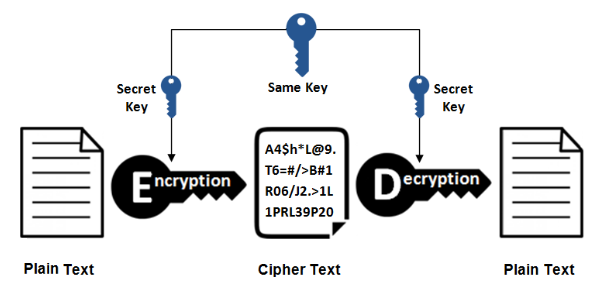 Same Key
Secret
Key
Secret
Key
Encryption
A4$h*L@9.
T6=#/>B#1
R06/J2.>1L
1PRL39P20
Decryption
Plain Text
Cipher Text
Plain Text